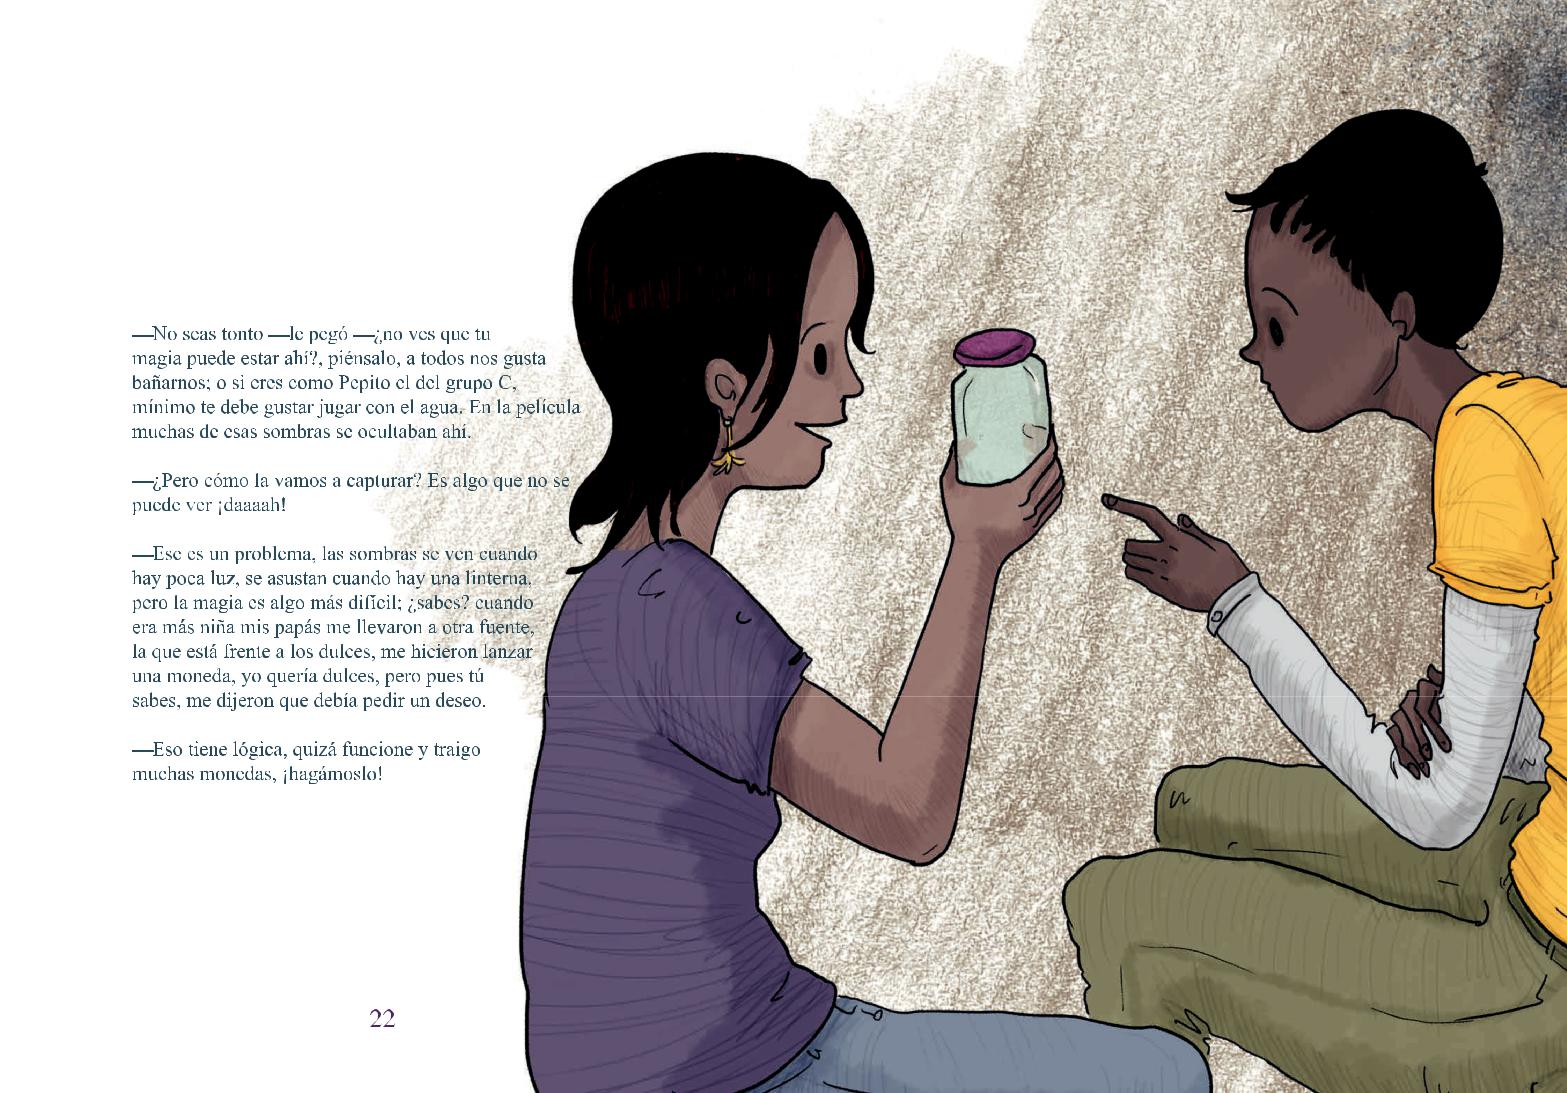 —No seas tonto —le pegó —¿no ves que tu
magia puede estar ahí?, piénsalo, a todos nos gusta
bañarnos; o si eres como Pepito el del grupo C,
mínimo te debe gustar jugar con el agua. En la película
muchas de esas sombras se ocultaban ahí.
—¿Pero cómo la vamos a capturar? Es algo que no se
puede ver ¡daaaah!
—Ese es un problema, las sombras se ven cuando
hay poca luz, se asustan cuando hay una linterna,
pero la magia es algo más difícil; ¿sabes? cuando
era más niña mis papás me llevaron a otra fuente,
la que está frente a los dulces, me hicieron lanzar
una moneda, yo quería dulces, pero pues tú
sabes, me dijeron que debía pedir un deseo.
—Eso tiene lógica, quizá funcione y traigo
muchas monedas, ¡hagámoslo!
22